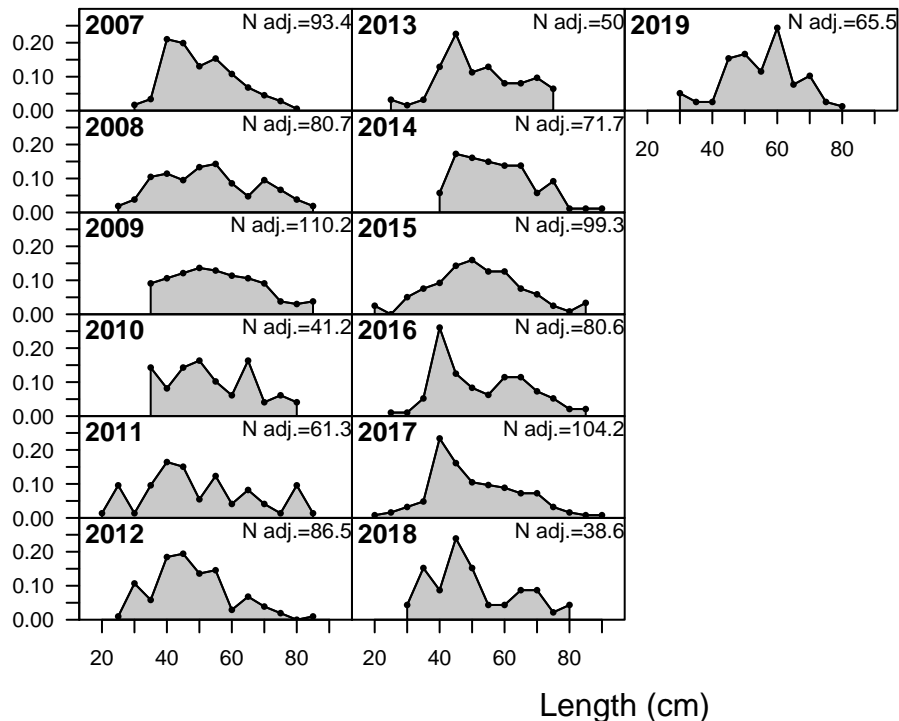 2007 N adj.=93.4 2013 N adj.=50 2019 N adj.=65.5
0.20
0.10
0.00
20 40 60 80
2008 N adj.=80.7 2014 N adj.=71.7
0.20
0.10
0.00
2009 N adj.=110.2 2015 N adj.=99.3
0.20
0.10
0.00
2010 N adj.=41.2 2016 N adj.=80.6
0.20
0.10
0.00
2011 N adj.=61.3 2017 N adj.=104.2
0.20
0.10
0.00
2012 N adj.=86.5 2018 N adj.=38.6
0.20
0.10
0.00
20 40 60 80 20 40 60 80
Length (cm)